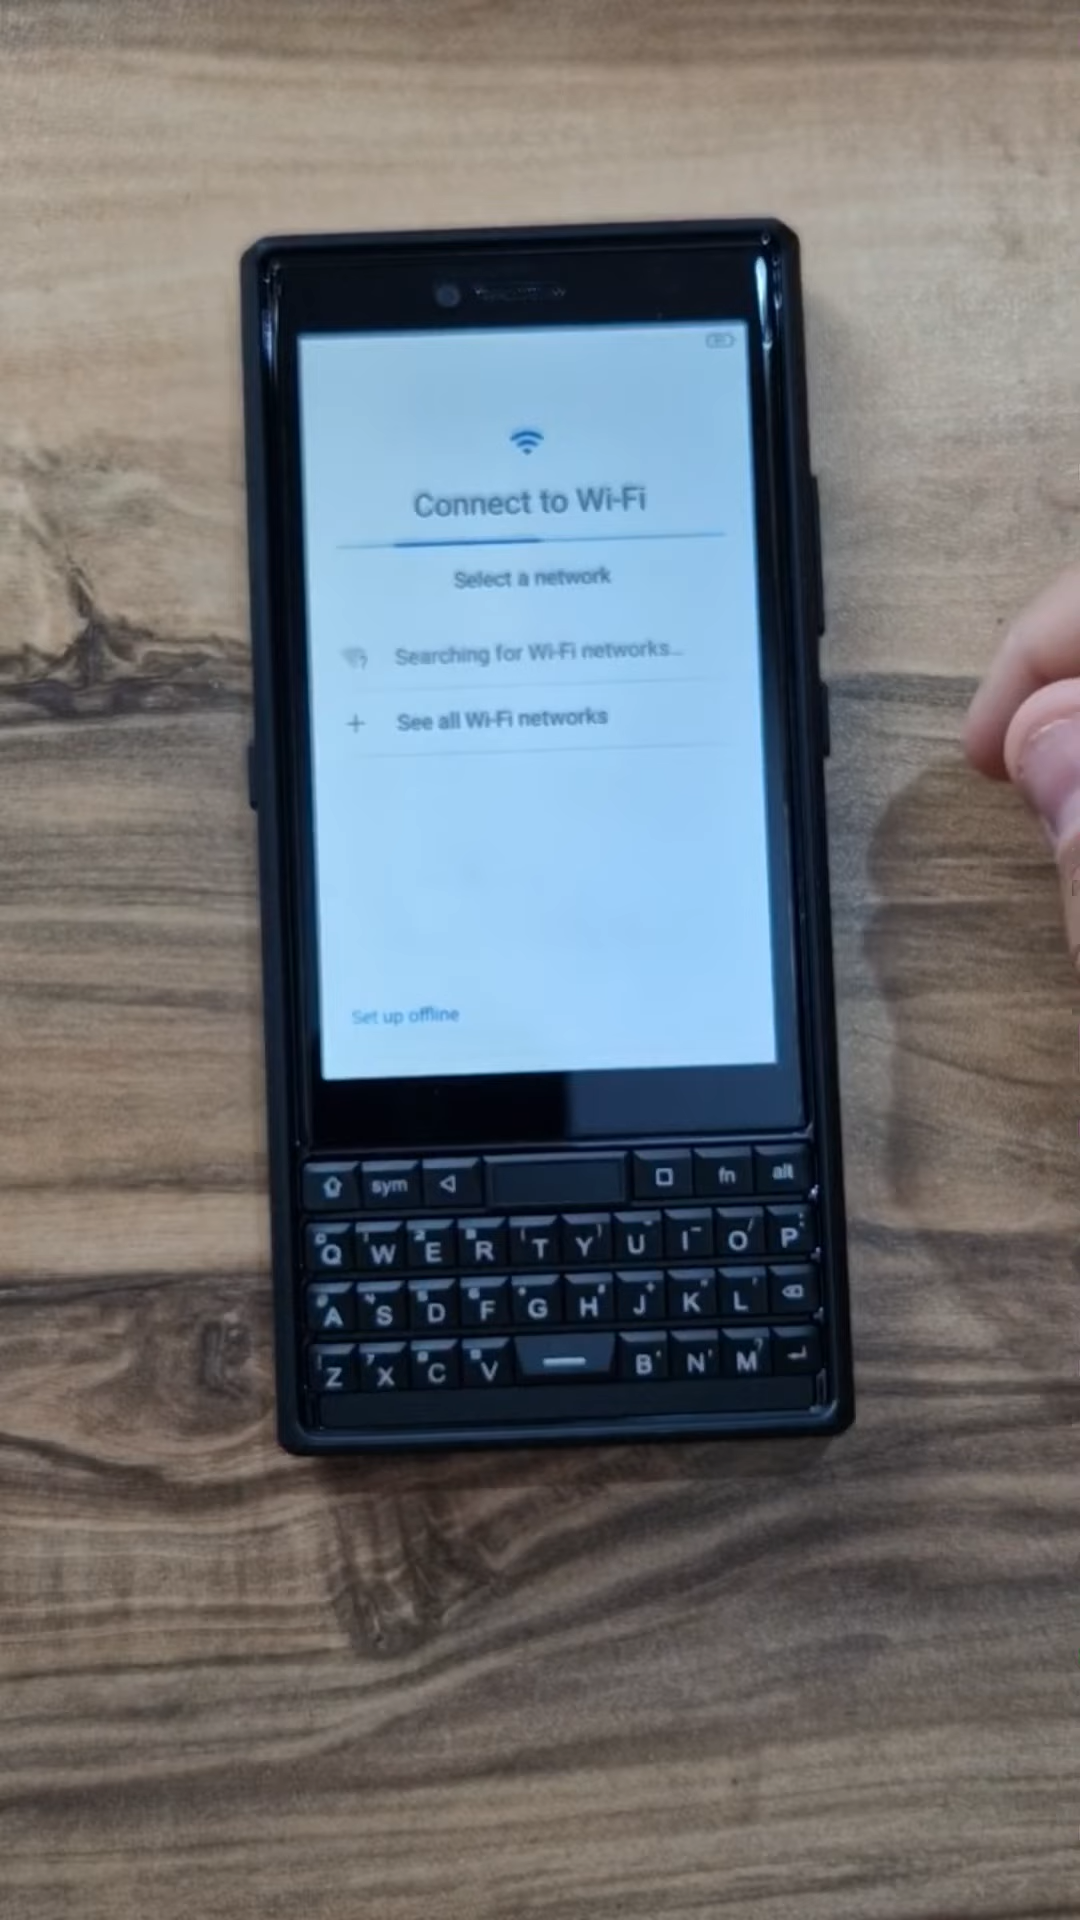 Connect to Wi-Fi
Select a network
Searching for Wi-Fi networks...
See all Wi-Fi networks
Set up offline
sym fn alt
Q W E R T Y U I O P
A S D F G H J K L
Z X C V B N M